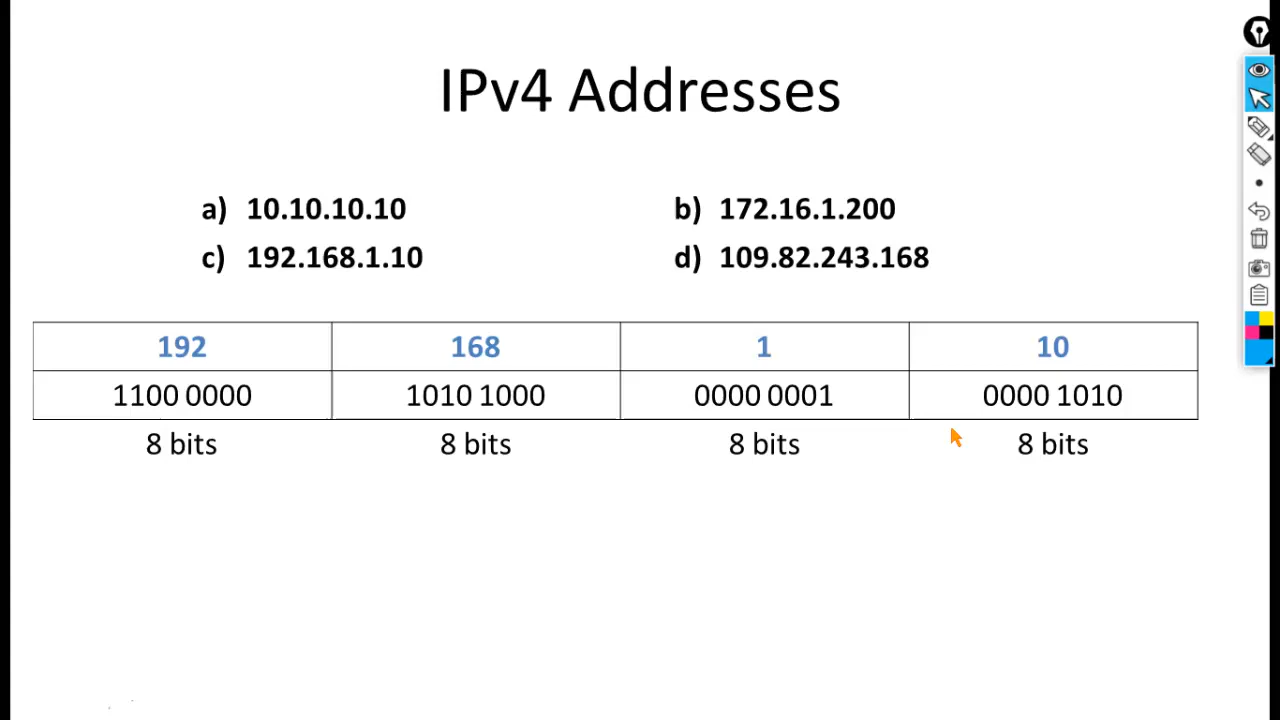 IPv4 Addresses
a) 10.10.10.10 b) 172.16.1.200
c) 192.168.1.10 d) 109.82.243.168
192 168 1 10
1100 0000 1010 1000 0000 0001 0000 1010
8 bits 8 bits 8 bits 8 bits